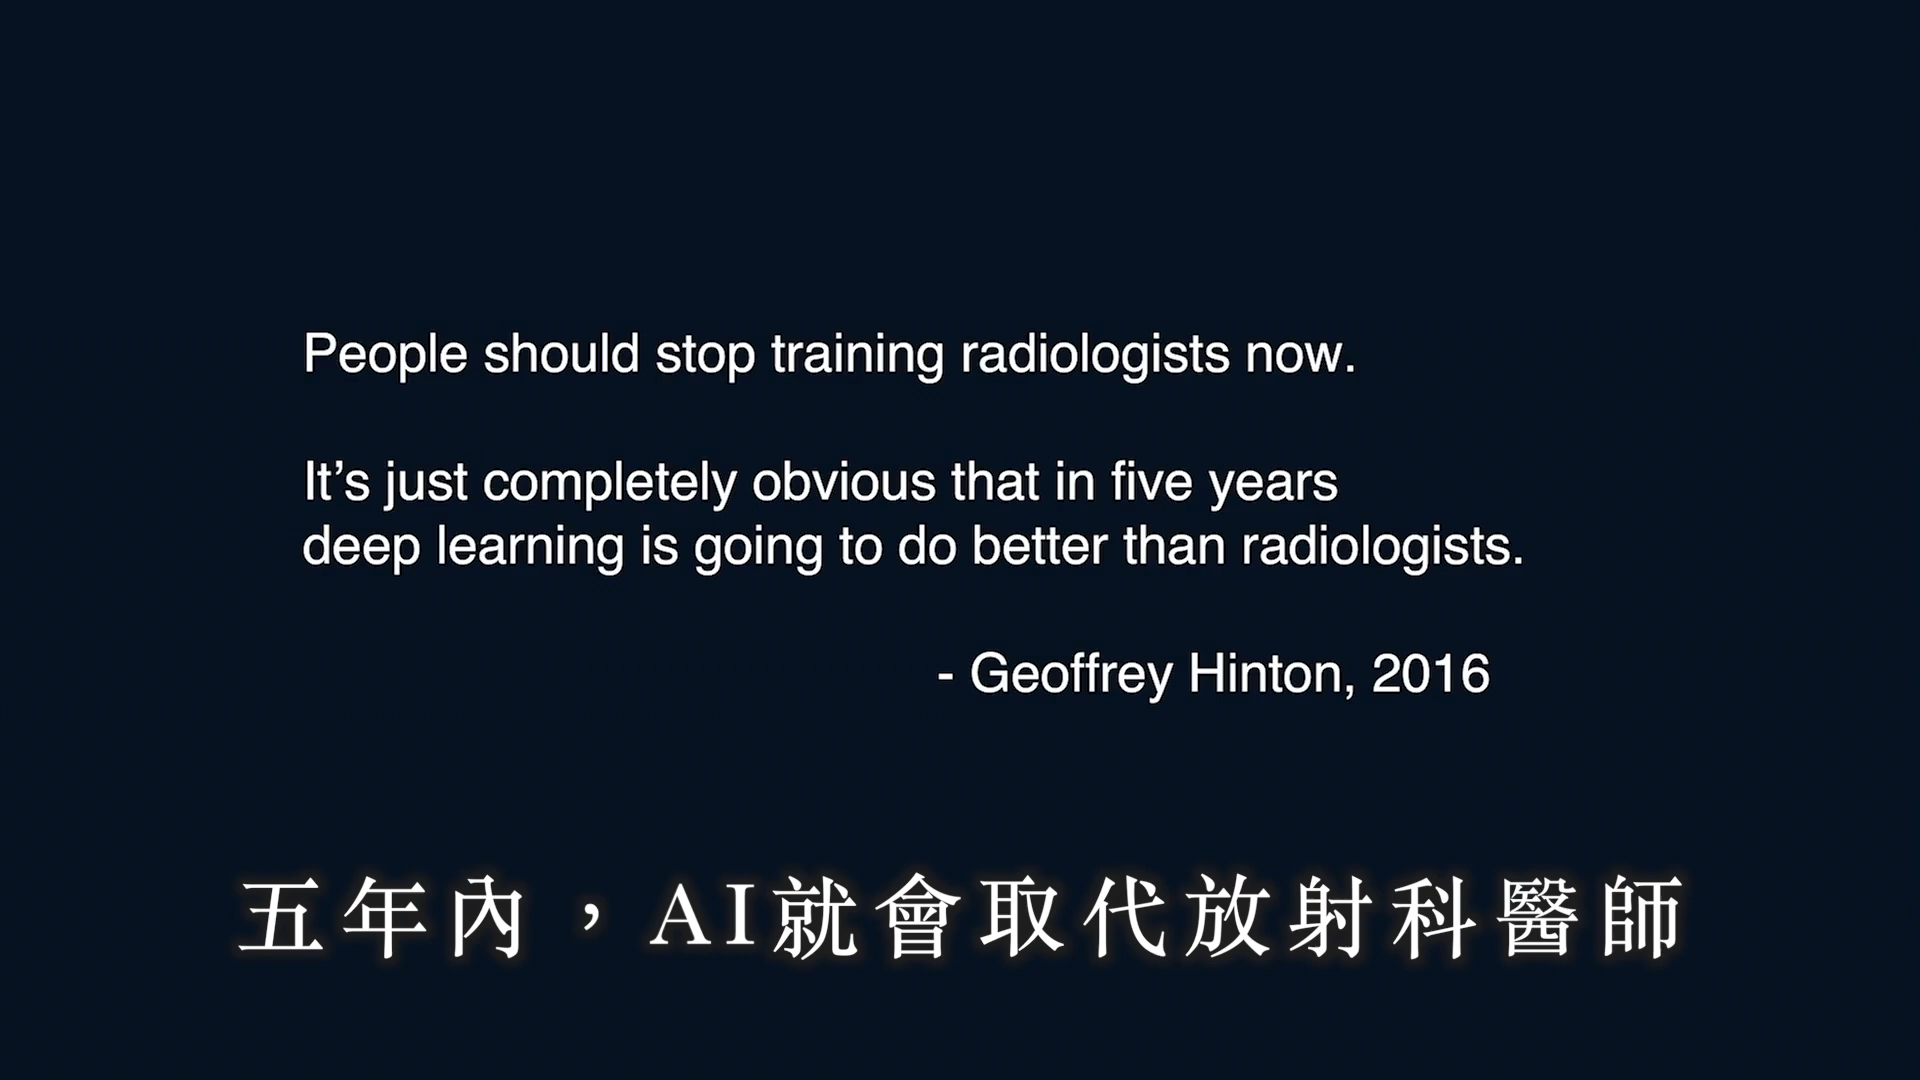 People should stop training radiologists now.
It’s just completely obvious that in five years
deep learning is going to do better than radiologists.
- Geoffrey Hinton, 2016
五年內，AI就會取代放射科醫師